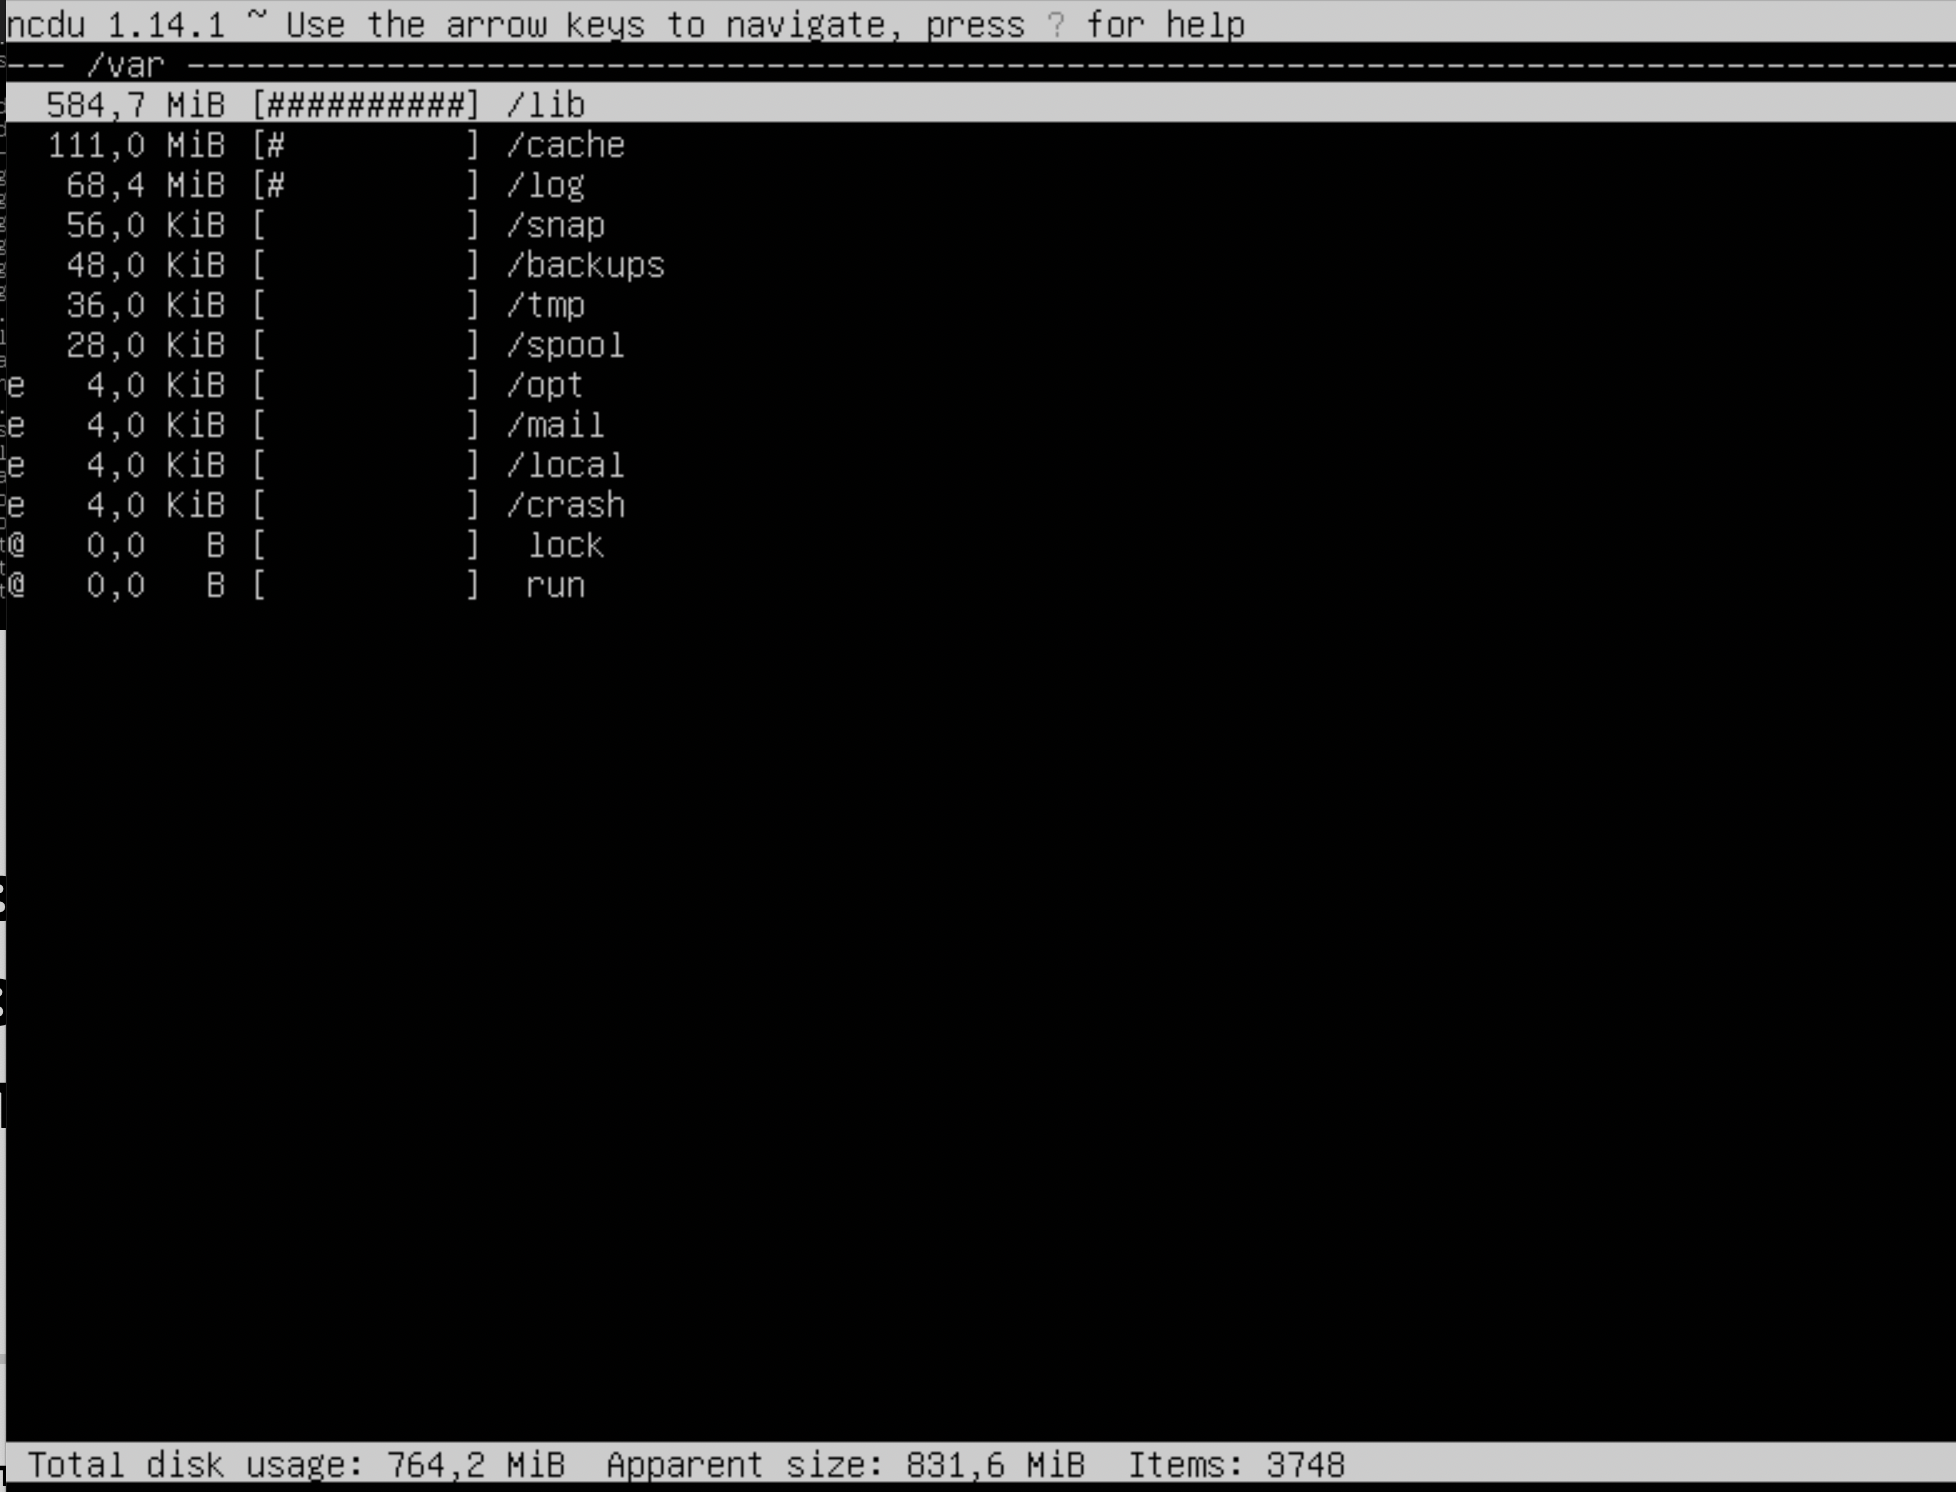 ncdu 1.14.1 ~ Use the arrow keys to navigate, press ? for help
--- /var -----------------------------------------------------------------------------------------
584,7 MiB [##########] /lib
111,0 MiB [#         ] /cache
68,4 MiB [#         ] /log
56,0 KiB [          ] /snap
48,0 KiB [          ] /backups
36,0 KiB [          ] /tmp
28,0 KiB [          ] /spool
e 4,0 KiB [          ] /opt
e 4,0 KiB [          ] /mail
e 4,0 KiB [          ] /local
e 4,0 KiB [          ] /crash
@ 0,0 B [          ] lock
@ 0,0 B [          ] run
Total disk usage: 764,2 MiB Apparent size: 831,6 MiB Items: 3748